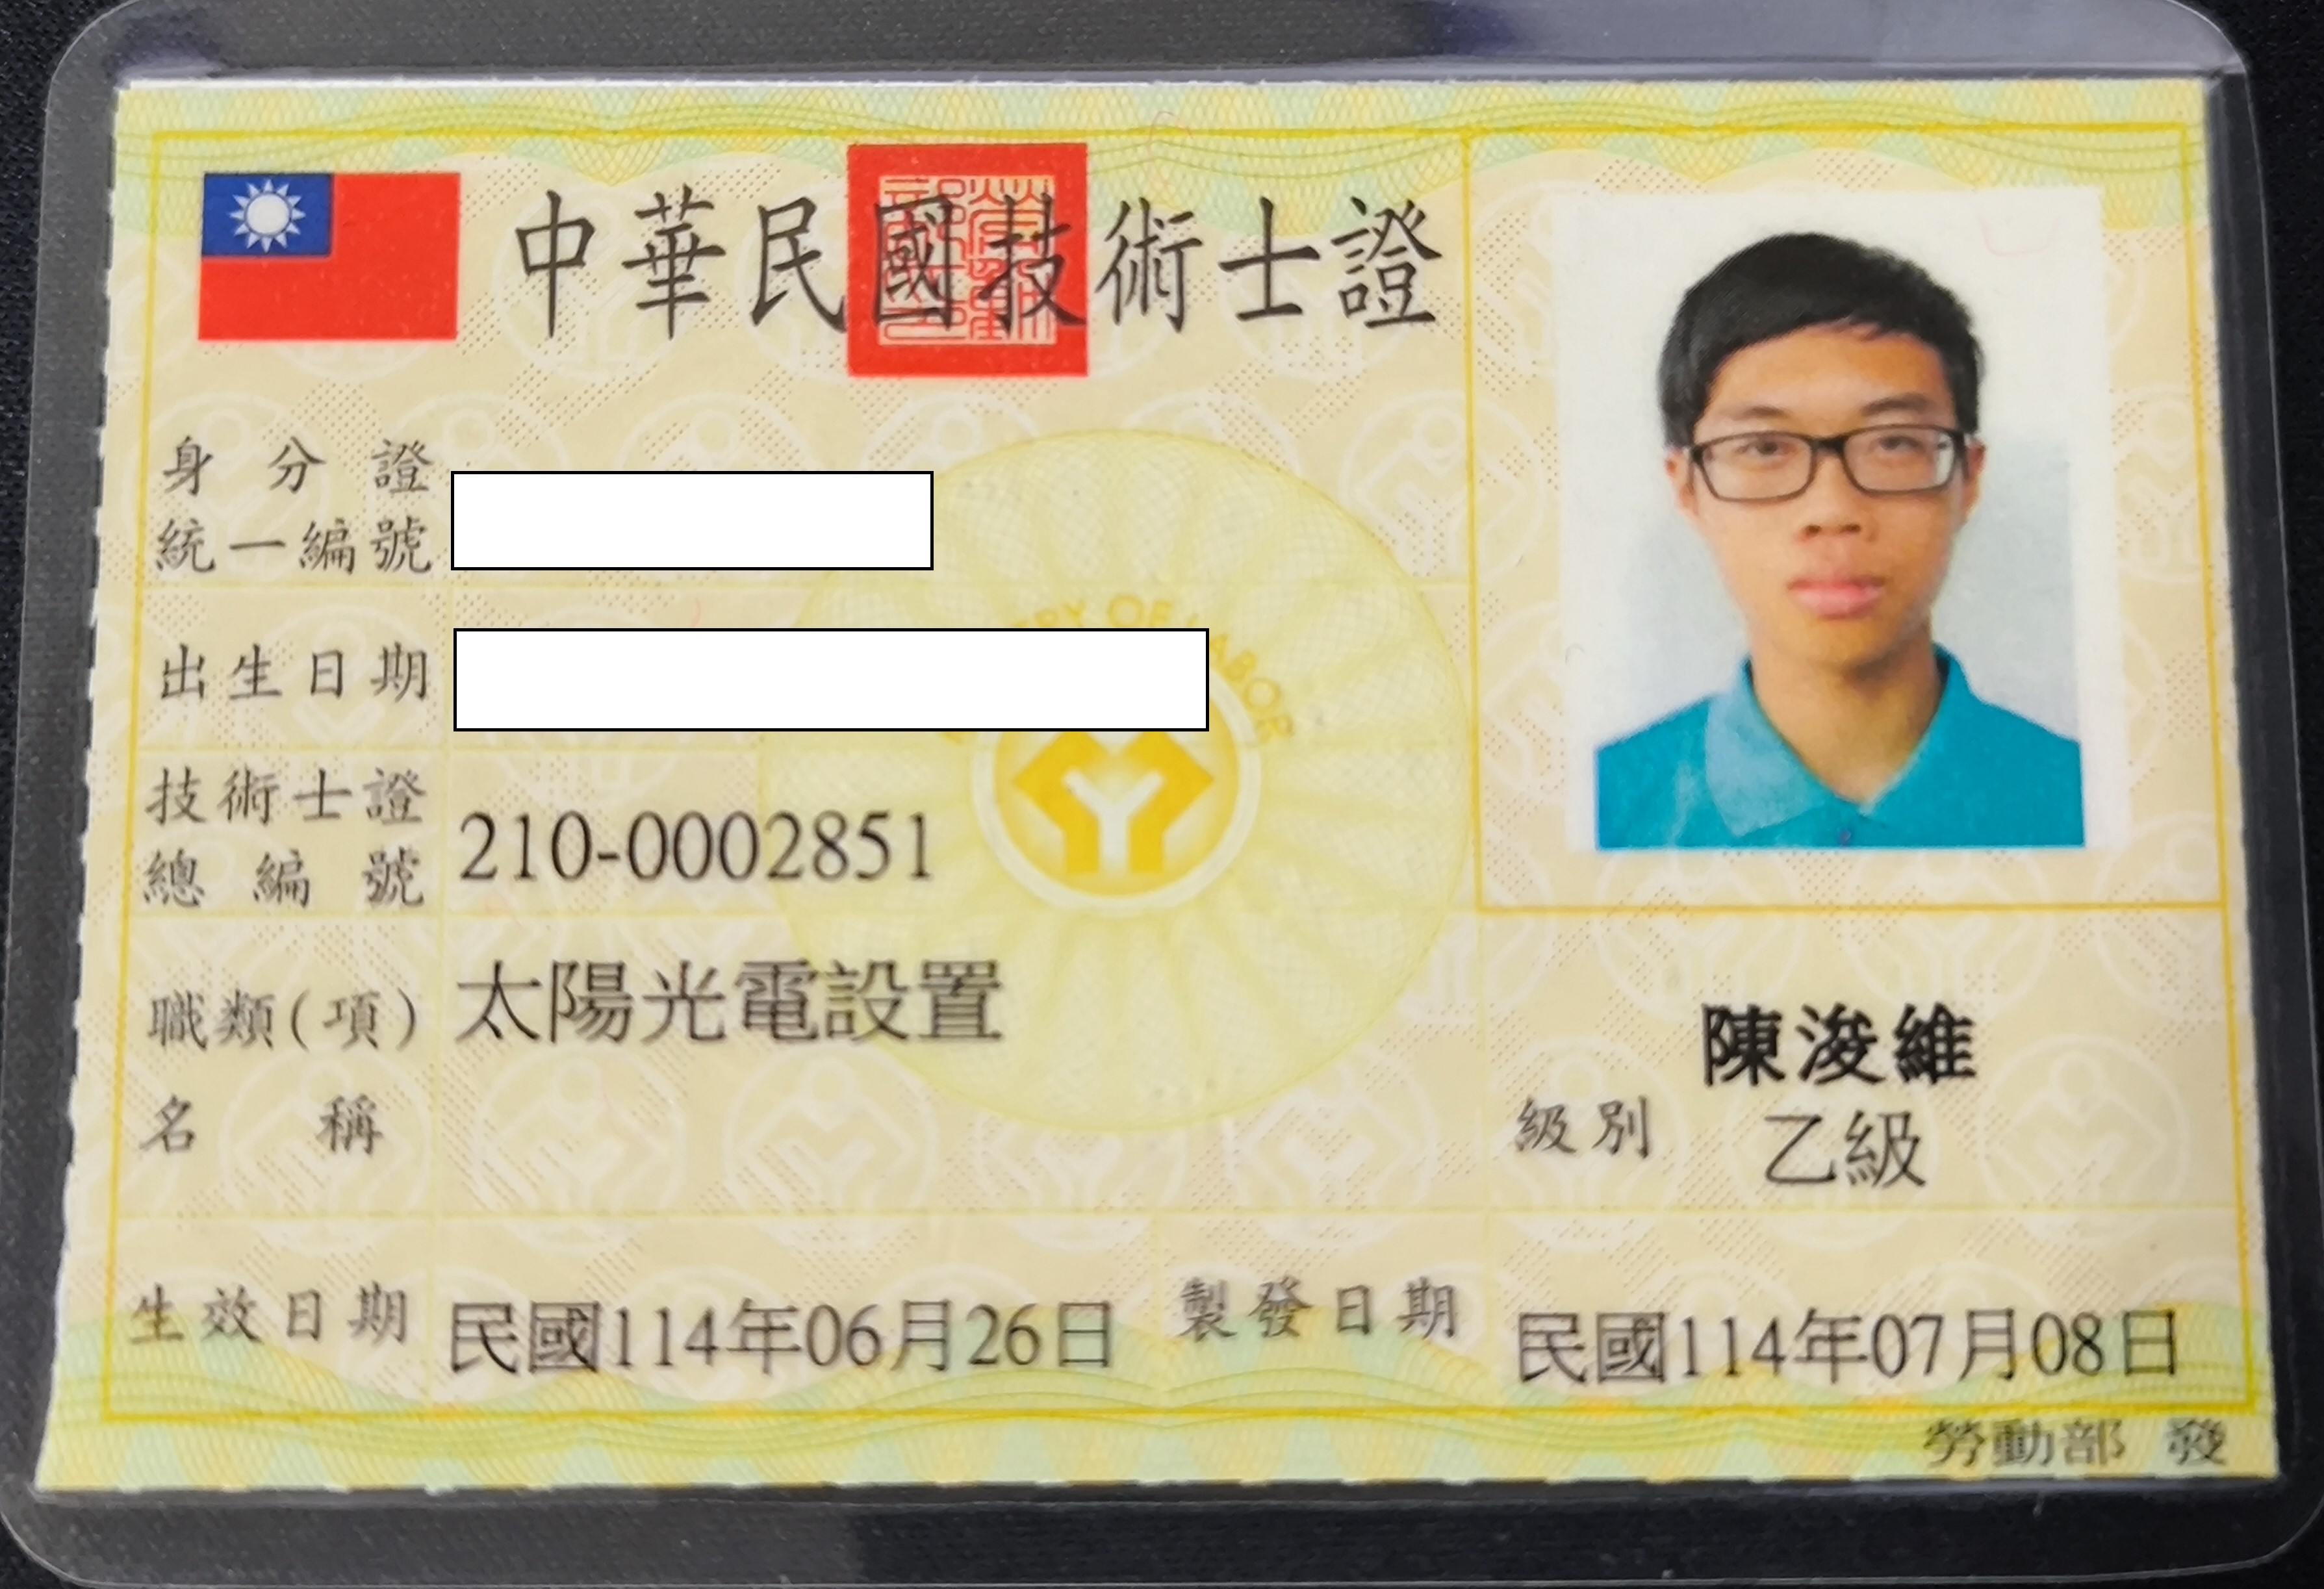 中華民國技術士證
身分證
統一編號
出生日期
技術士證
總編號
210-0002851
職類(項)
名稱
太陽光電設置
陳浚維
級別
乙級
生效日期
民國114年06月26日
製發日期
民國114年07月08日
勞動部 發